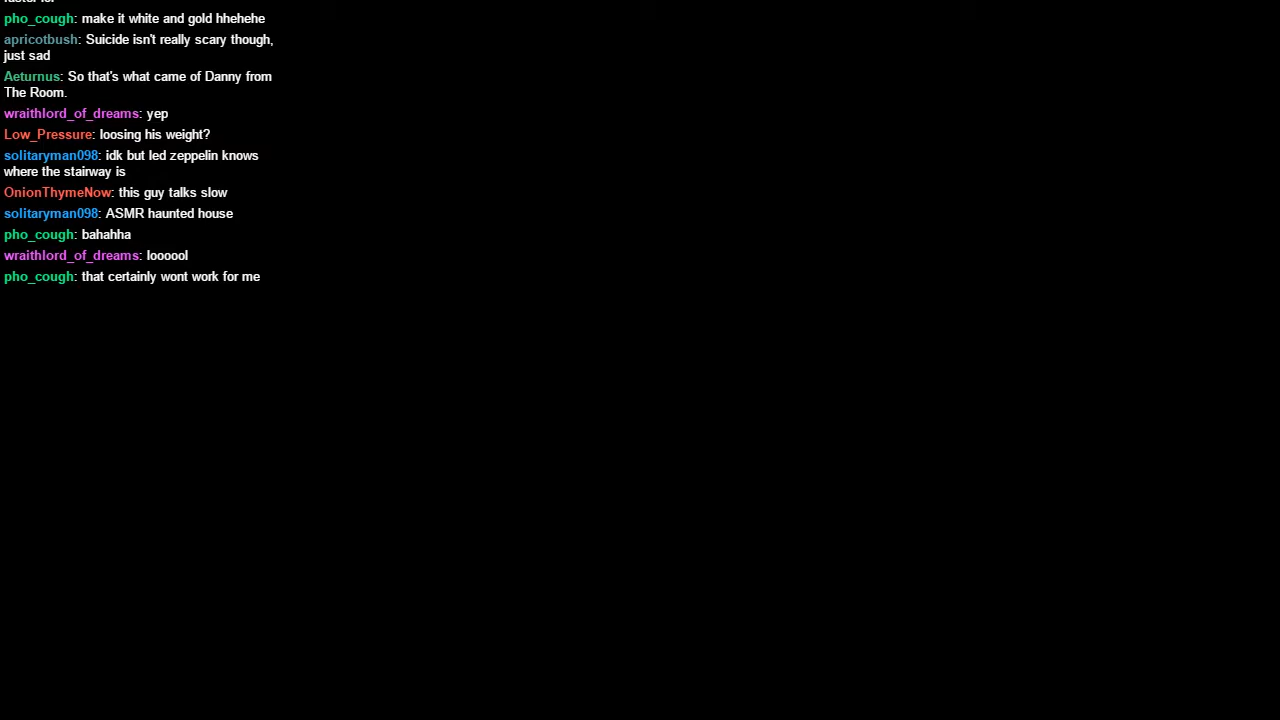 pho_cough: make it white and gold hhehehe
apricotbush: Suicide isn't really scary though,
just sad
Aeturnus: So that's what came of Danny from
The Room.
wraithlord_of_dreams: yep
Low_Pressure: loosing his weight?
solitaryman098: idk but led zeppelin knows
where the stairway is
OnionThymeNow: this guy talks slow
solitaryman098: ASMR haunted house
pho_cough: bahahha
wraithlord_of_dreams: loooool
pho_cough: that certainly wont work for me